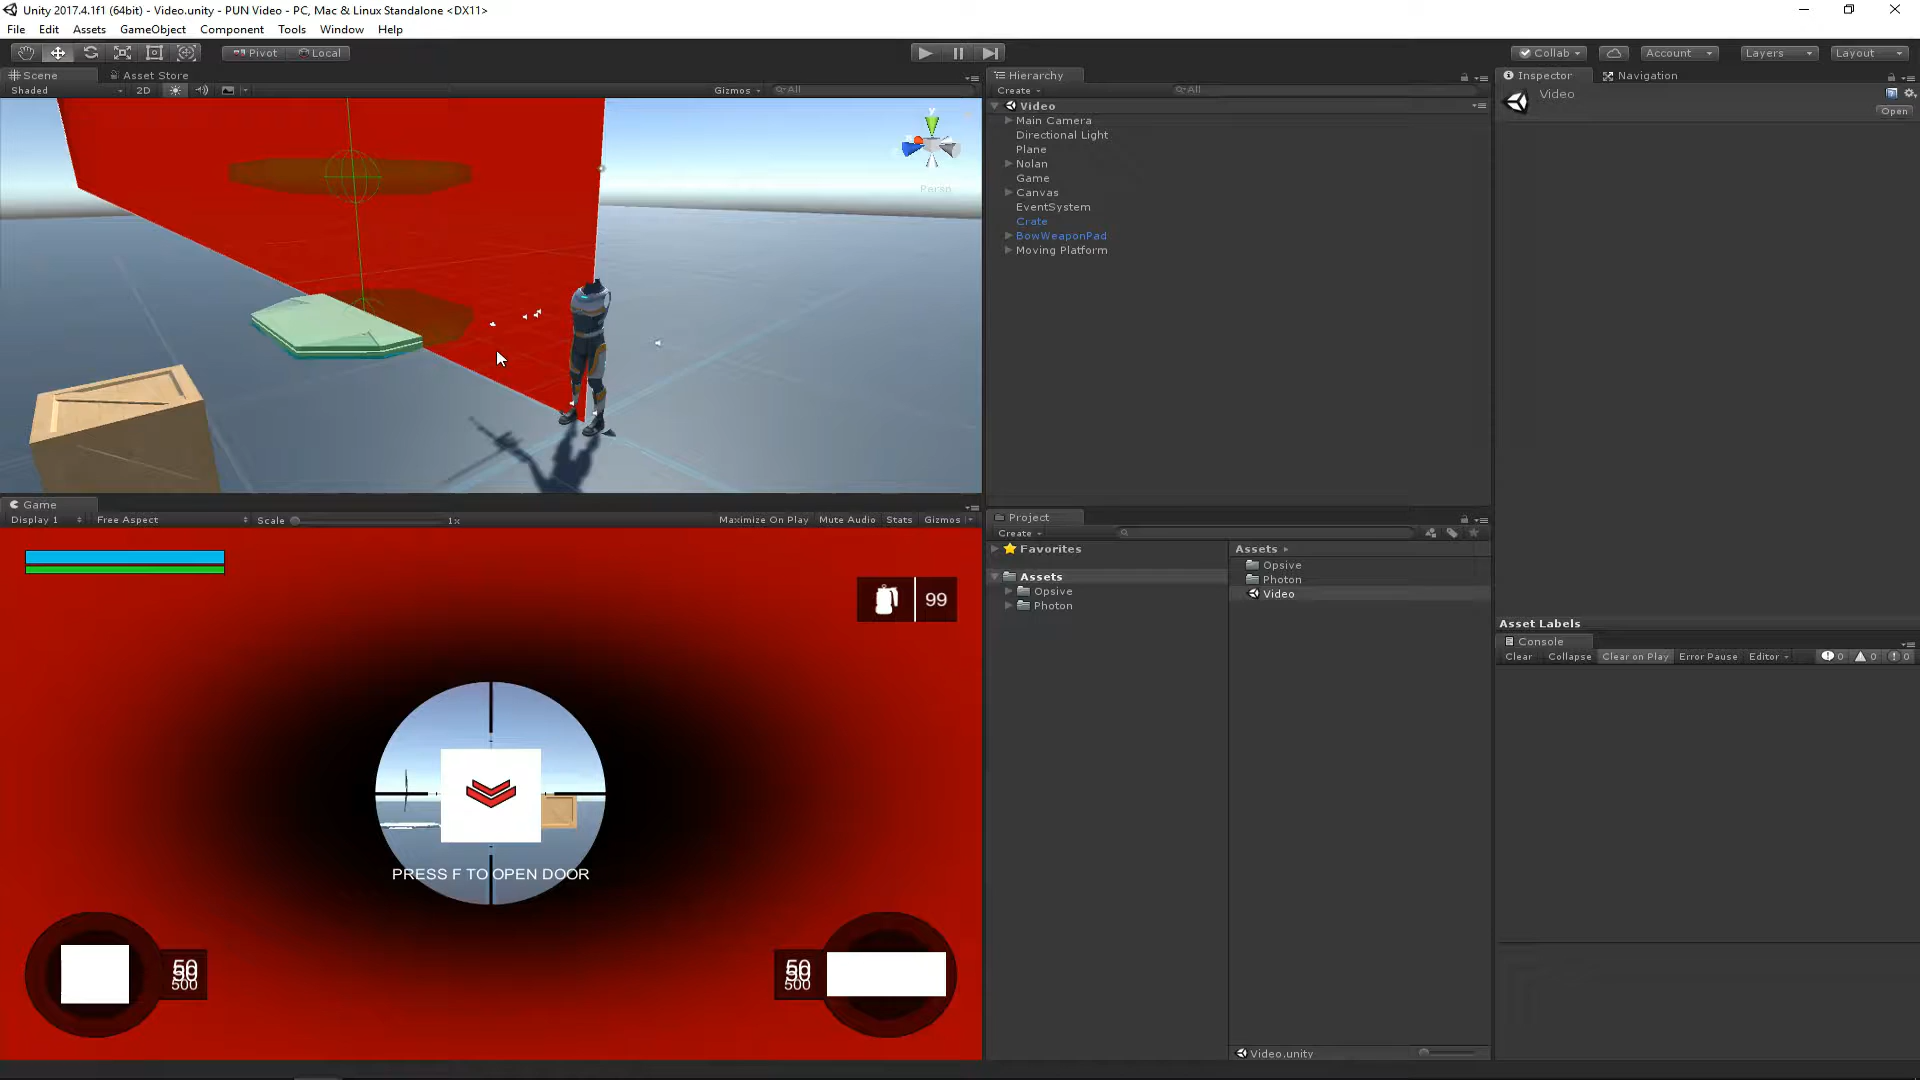 Unity 2017.4.1f1 (64bit) - Video.unity - PUN Video - PC, Mac & Linux Standalone <DX11>
File Edit Assets GameObject Component Tools Window Help
Pivot Local
Collab Account Layers Layout
Scene Asset Store
Shaded 2D Gizmos All
y
Persp
Game
Display 1 Free Aspect Scale 1x Maximize On Play Mute Audio Stats Gizmos
99
PRESS F TO OPEN DOOR
50
500
50
500
Hierarchy
Create All
Video
Main Camera
Directional Light
Plane
Nolan
Game
Canvas
EventSystem
Crate
BowWeaponPad
Moving Platform
Project
Create
Favorites
Assets
Opsive
Photon
Assets
Opsive
Photon
Video
Video.unity
Inspector Navigation
Video
Open
Asset Labels
Console
Clear Collapse Clear on Play Error Pause Editor 0 0 0